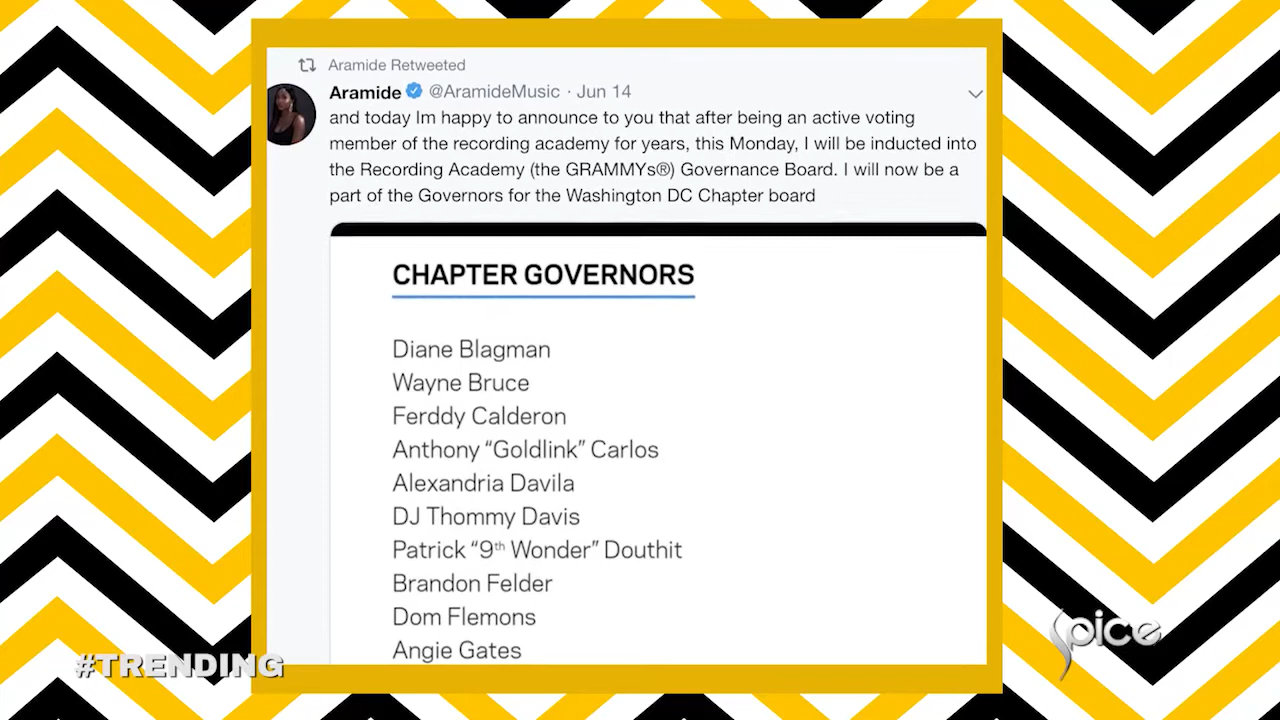 Aramide Retweeted
Aramide @AramideMusic · Jun 14
and today Im happy to announce to you that after being an active voting
member of the recording academy for years, this Monday, I will be inducted into
the Recording Academy (the GRAMMYs®) Governance Board. I will now be a
part of the Governors for the Washington DC Chapter board
CHAPTER GOVERNORS
Diane Blagman
Wayne Bruce
Ferddy Calderon
Anthony “Goldlink” Carlos
Alexandria Davila
DJ Thommy Davis
Patrick “9th Wonder” Douthit
Brandon Felder
Dom Flemons
Angie Gates
#TRENDING
Spice